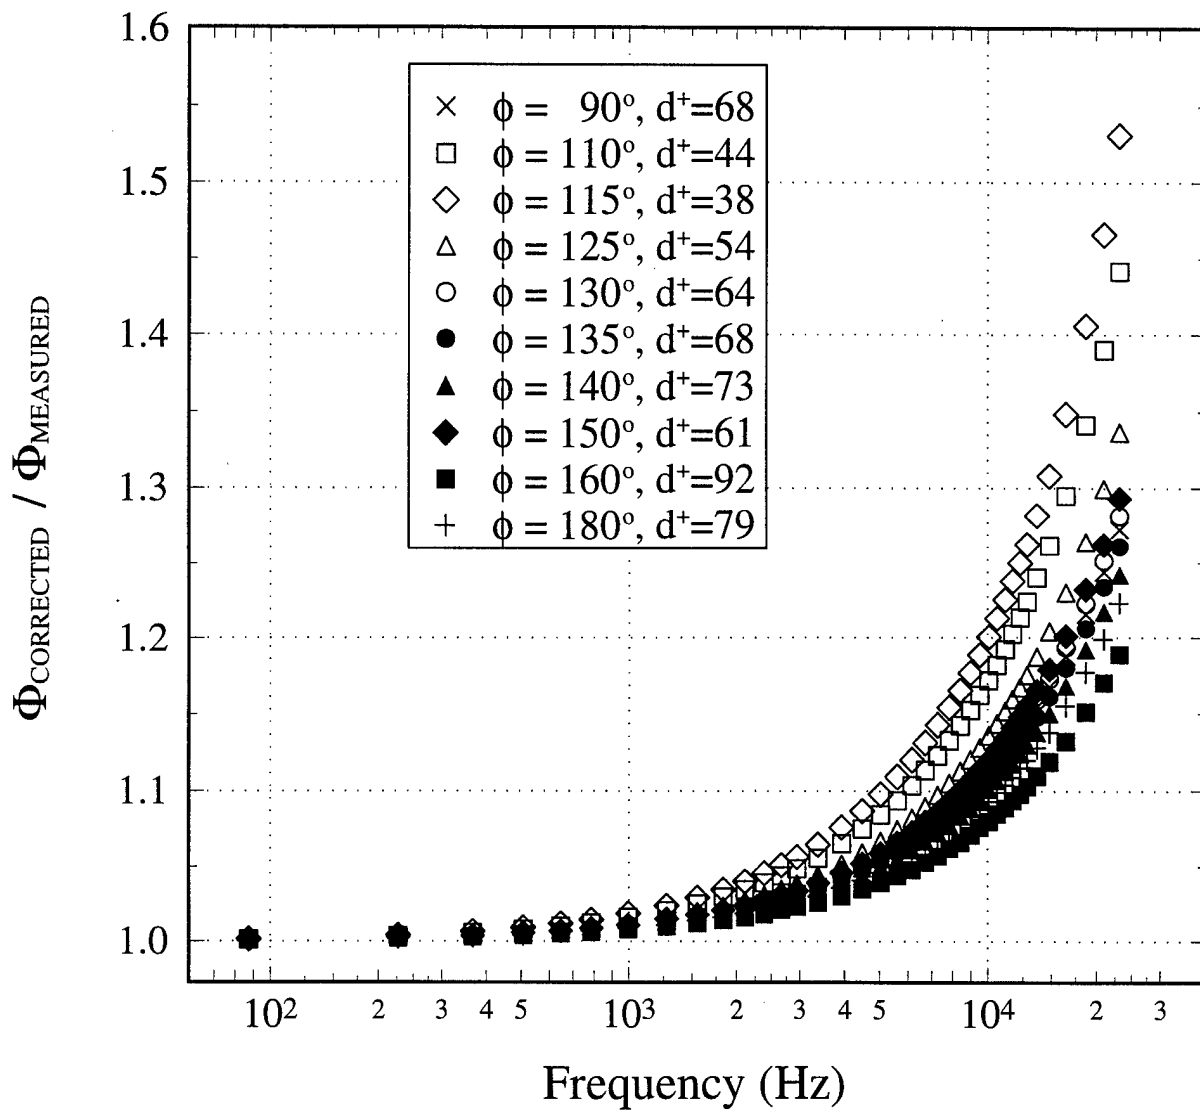 1.6
1.5
1.4
1.3
1.2
1.1
1.0
ΦCORRECTED / ΦMEASURED
ϕ = 90°, d⁺=68
ϕ = 110°, d⁺=44
ϕ = 115°, d⁺=38
ϕ = 125°, d⁺=54
ϕ = 130°, d⁺=64
ϕ = 135°, d⁺=68
ϕ = 140°, d⁺=73
ϕ = 150°, d⁺=61
ϕ = 160°, d⁺=92
ϕ = 180°, d⁺=79
10² 2 3 4 5 10³ 2 3 4 5 10⁴ 2 3
Frequency (Hz)